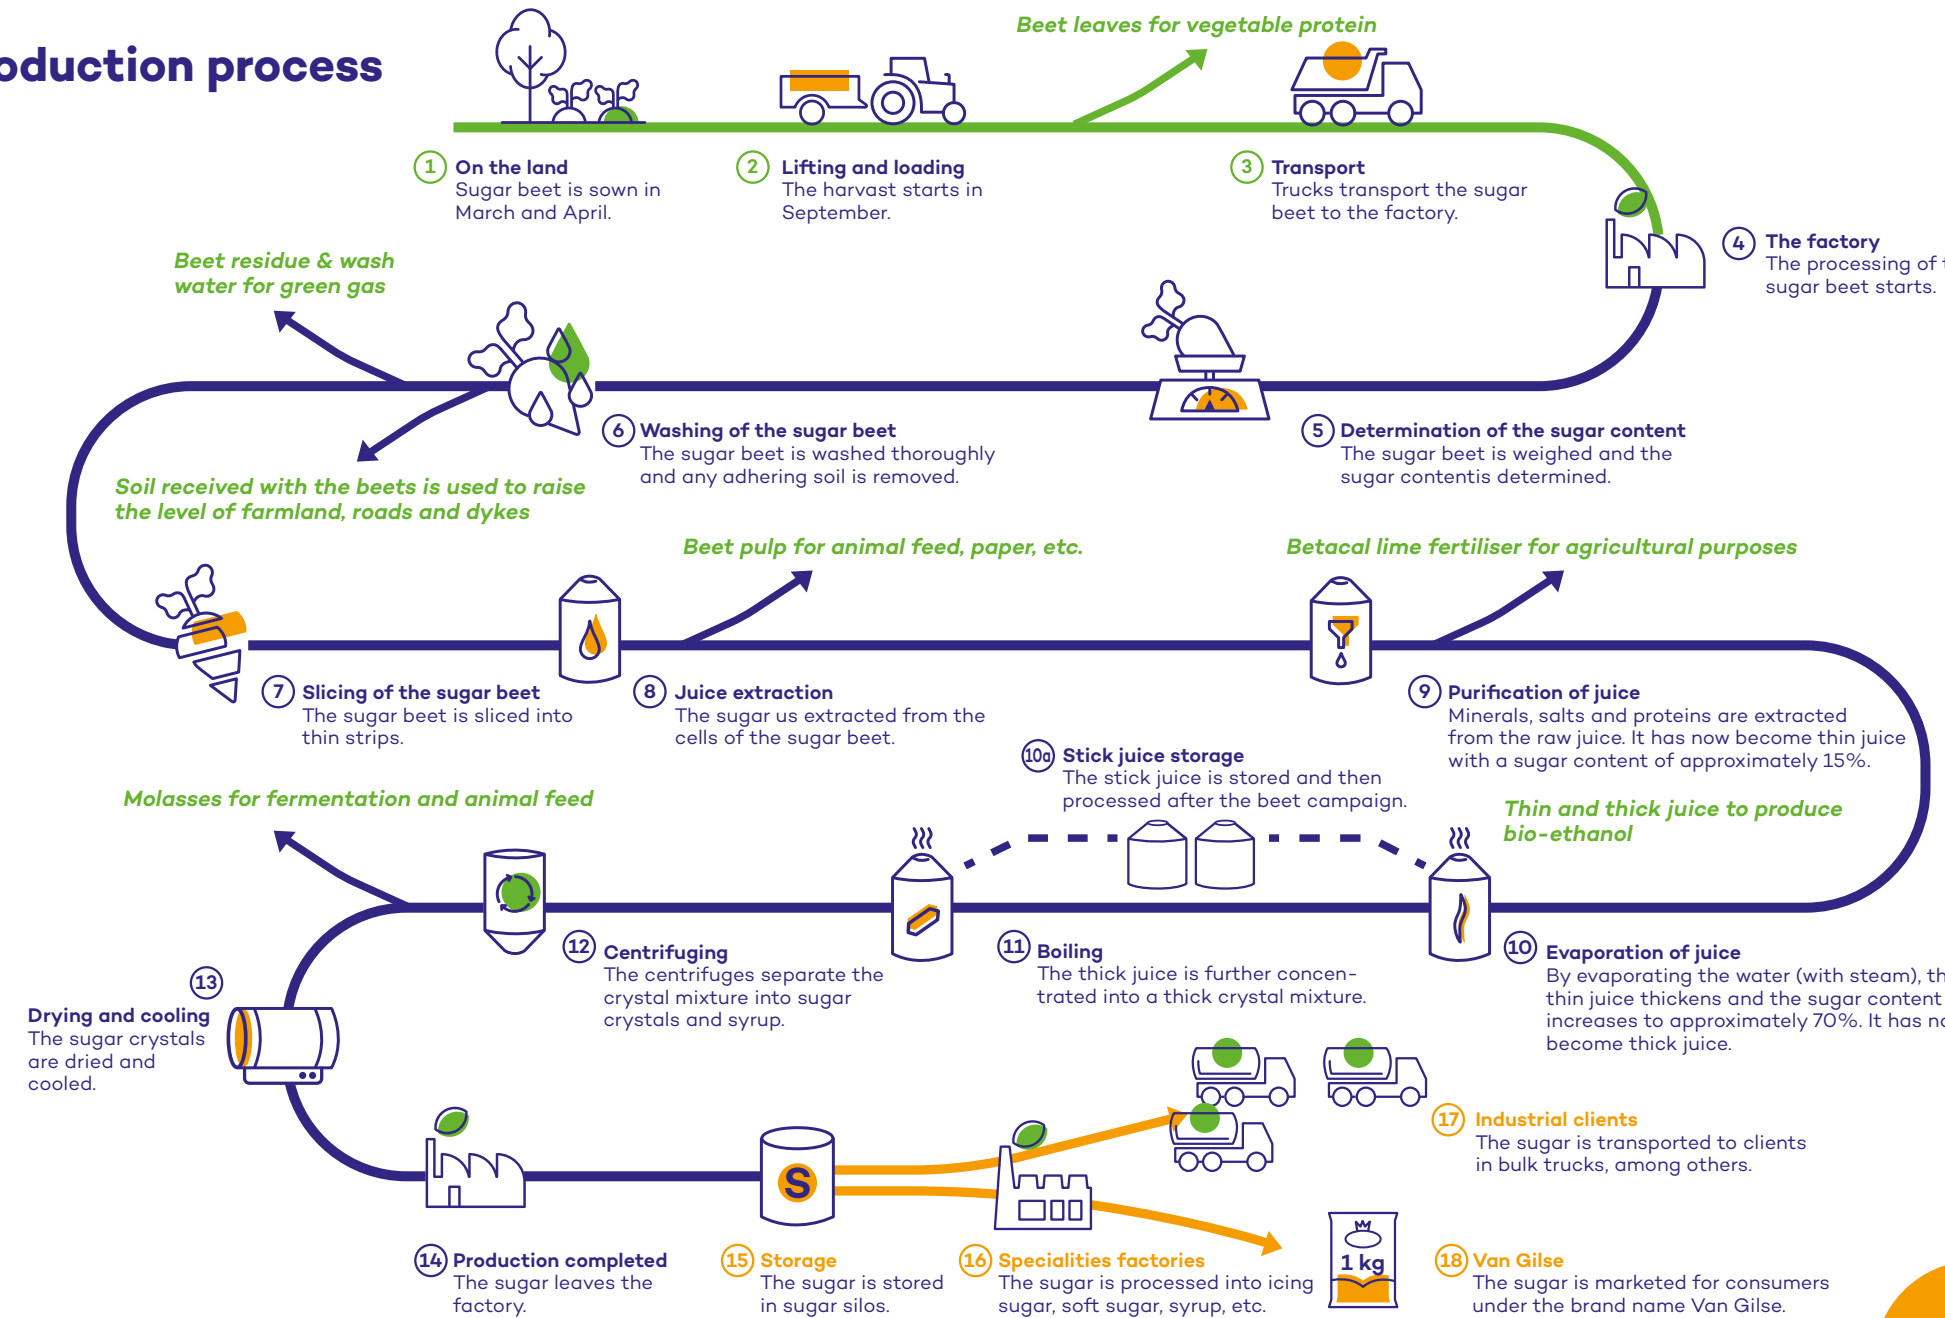 oduction process
Beet leaves for vegetable protein
1 On the land
Sugar beet is sown in
March and April.
2 Lifting and loading
The harvest starts in
September.
3 Transport
Trucks transport the sugar
beet to the factory.
4 The factory
The processing of t
sugar beet starts.
Beet residue & wash
water for green gas
5 Determination of the sugar content
The sugar beet is weighed and the
sugar contentis determined.
6 Washing of the sugar beet
The sugar beet is washed thoroughly
and any adhering soil is removed.
Soil received with the beets is used to raise
the level of farmland, roads and dykes
Beet pulp for animal feed, paper, etc.
Betacal lime fertiliser for agricultural purposes
7 Slicing of the sugar beet
The sugar beet is sliced into
thin strips.
8 Juice extraction
The sugar us extracted from the
cells of the sugar beet.
9 Purification of juice
Minerals, salts and proteins are extracted
from the raw juice. It has now become thin juice
with a sugar content of approximately 15%.
Thin and thick juice to produce
bio-ethanol
10 Evaporation of juice
By evaporating the water (with steam), th
thin juice thickens and the sugar content
increases to approximately 70%. It has no
become thick juice.
10a Stick juice storage
The stick juice is stored and then
processed after the beet campaign.
11 Boiling
The thick juice is further concen-
trated into a thick crystal mixture.
12 Centrifuging
The centrifuges separate the
crystal mixture into sugar
crystals and syrup.
Molasses for fermentation and animal feed
13
Drying and cooling
The sugar crystals
are dried and
cooled.
14 Production completed
The sugar leaves the
factory.
S
15 Storage
The sugar is stored
in sugar silos.
16 Specialities factories
The sugar is processed into icing
sugar, soft sugar, syrup, etc.
17 Industrial clients
The sugar is transported to clients
in bulk trucks, among others.
1 kg
18 Van Gilse
The sugar is marketed for consumers
under the brand name Van Gilse.